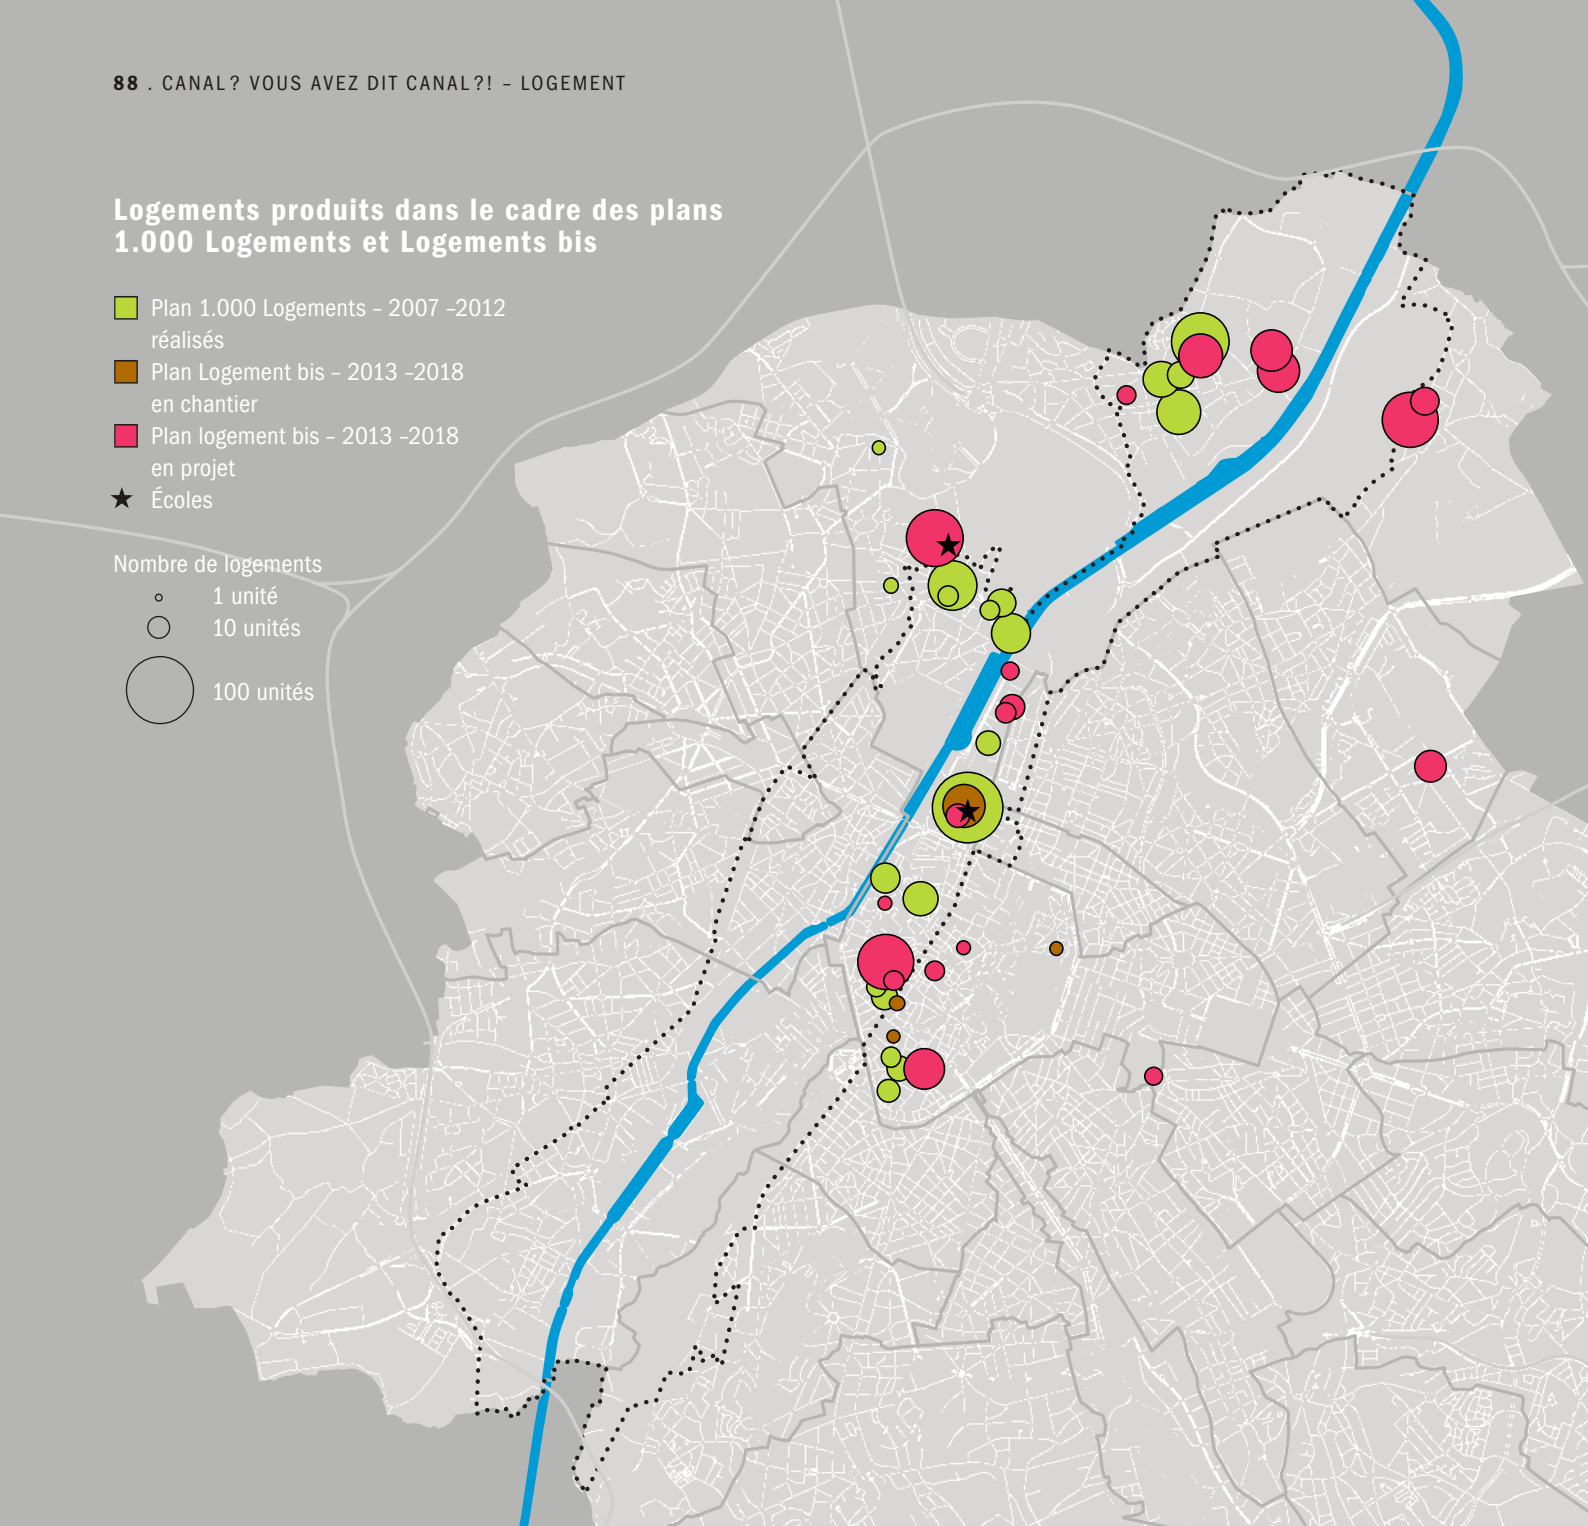 88 . CANAL? VOUS AVEZ DIT CANAL?! – LOGEMENT
Logements produits dans le cadre des plans
1.000 Logements et Logements bis
Plan 1.000 Logements – 2007 –2012
réalisés
Plan Logement bis – 2013 –2018
en chantier
Plan logement bis – 2013 –2018
en projet
Écoles
Nombre de logements
1 unité
10 unités
100 unités